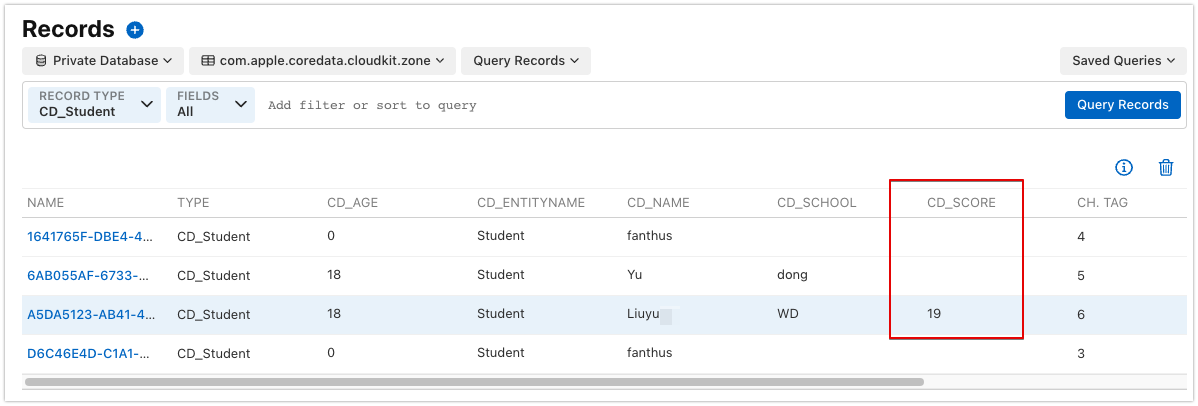 Records
Private Database com.apple.coredata.cloudkit.zone Query Records Saved Queries
RECORD TYPE FIELDS
CD_Student All Add filter or sort to query Query Records
NAME TYPE CD_AGE CD_ENTITYNAME CD_NAME CD_SCHOOL CD_SCORE CH. TAG
1641765F-DBE4-4... CD_Student 0 Student fanthus 4
6AB055AF-6733-... CD_Student 18 Student Yu dong 5
A5DA5123-AB41-4... CD_Student 18 Student Liuyu WD 19 6
D6C46E4D-C1A1-... CD_Student 0 Student fanthus 3